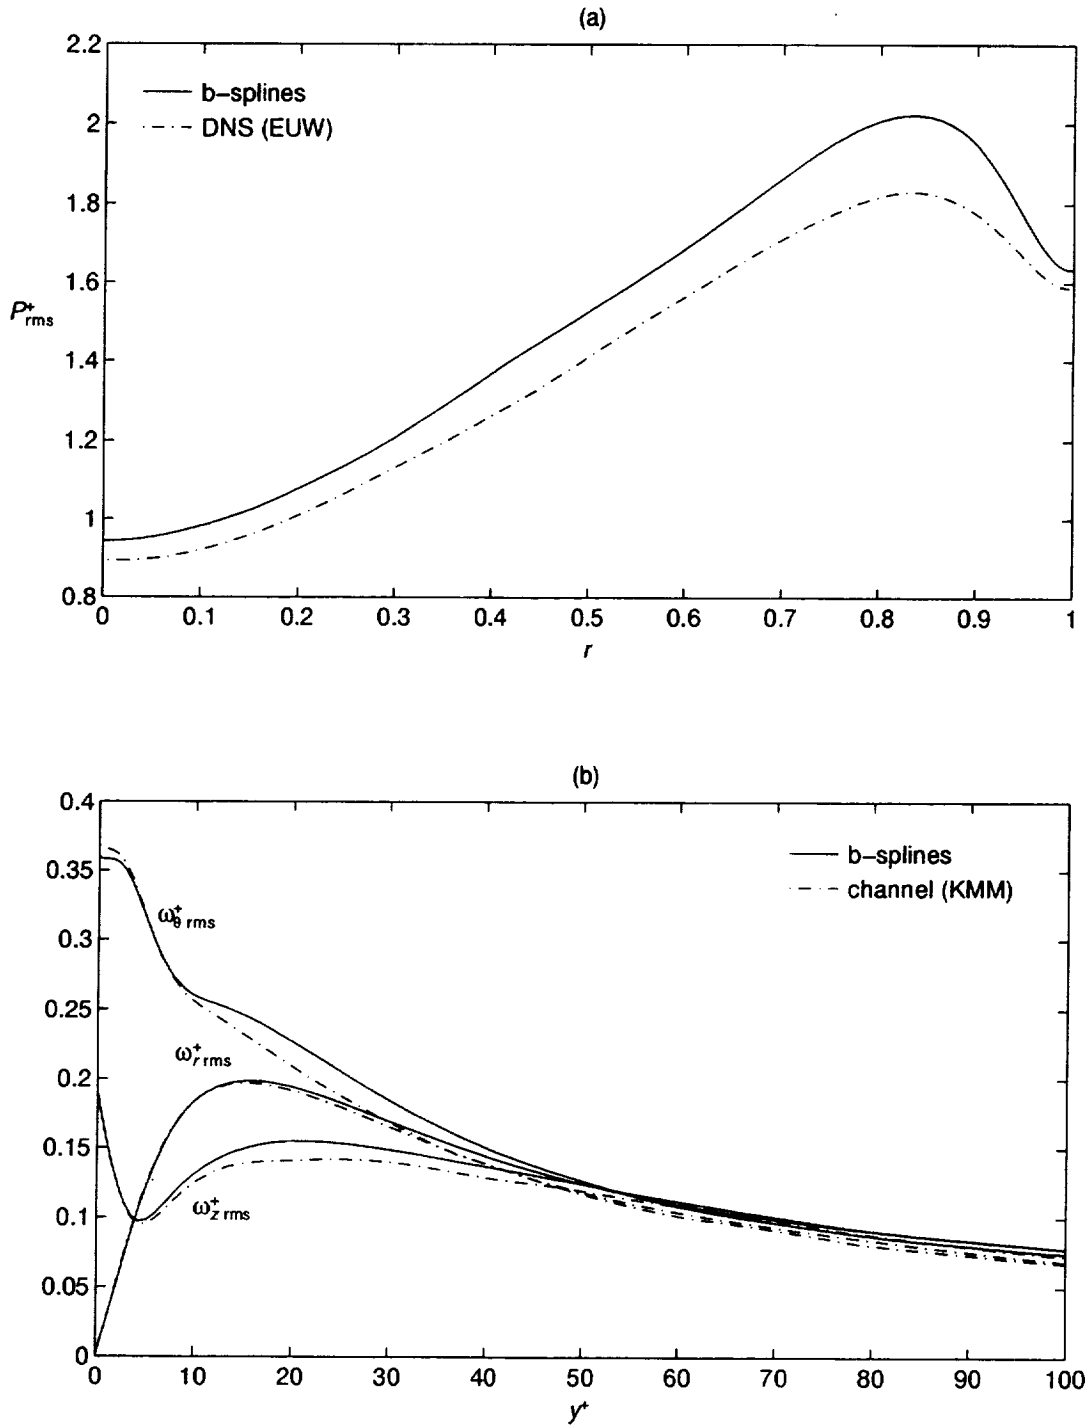 (a)
2.2
2
1.8
1.6
1.4
1.2
1
0.8
P+rms
b–splines
DNS (EUW)
0 0.1 0.2 0.3 0.4 0.5 0.6 0.7 0.8 0.9 1
r
(b)
0.4
0.35
0.3
0.25
0.2
0.15
0.1
0.05
0
b–splines
channel (KMM)
ω+θ rms
ω+r rms
ω+z rms
0 10 20 30 40 50 60 70 80 90 100
y+